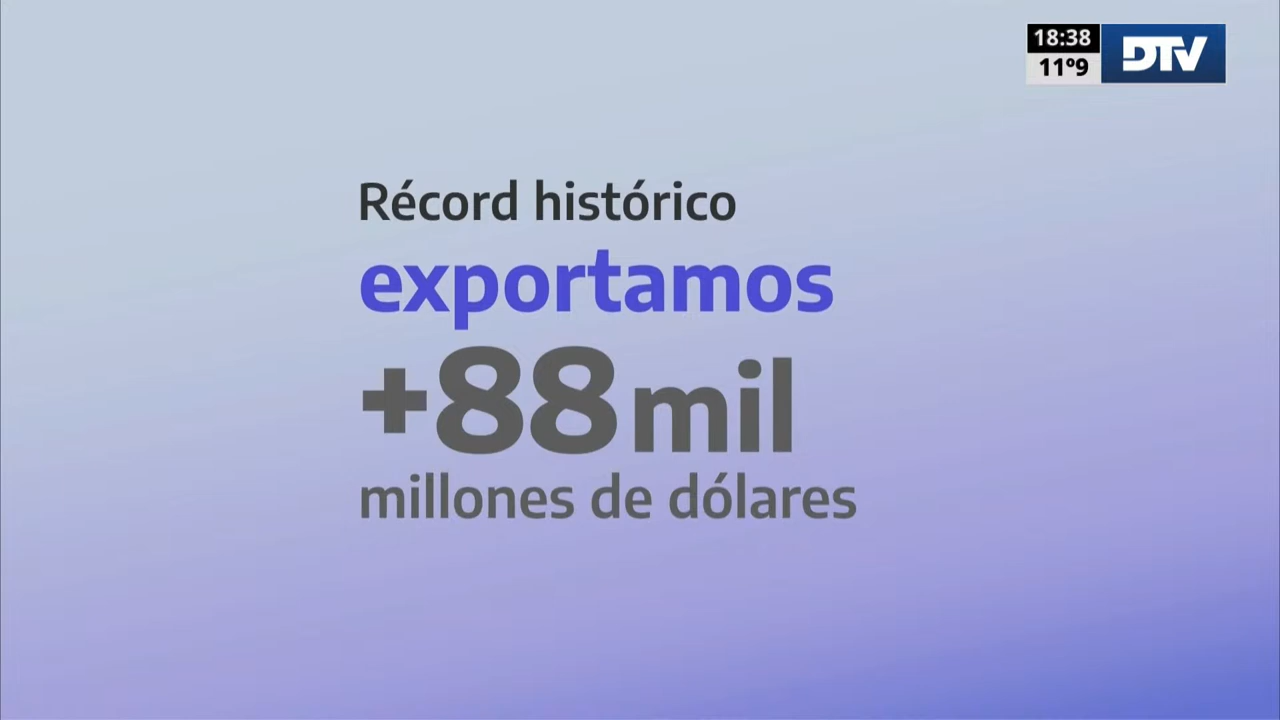 18:38
11º9
DTV
Récord histórico
exportamos
+88 mil
millones de dólares